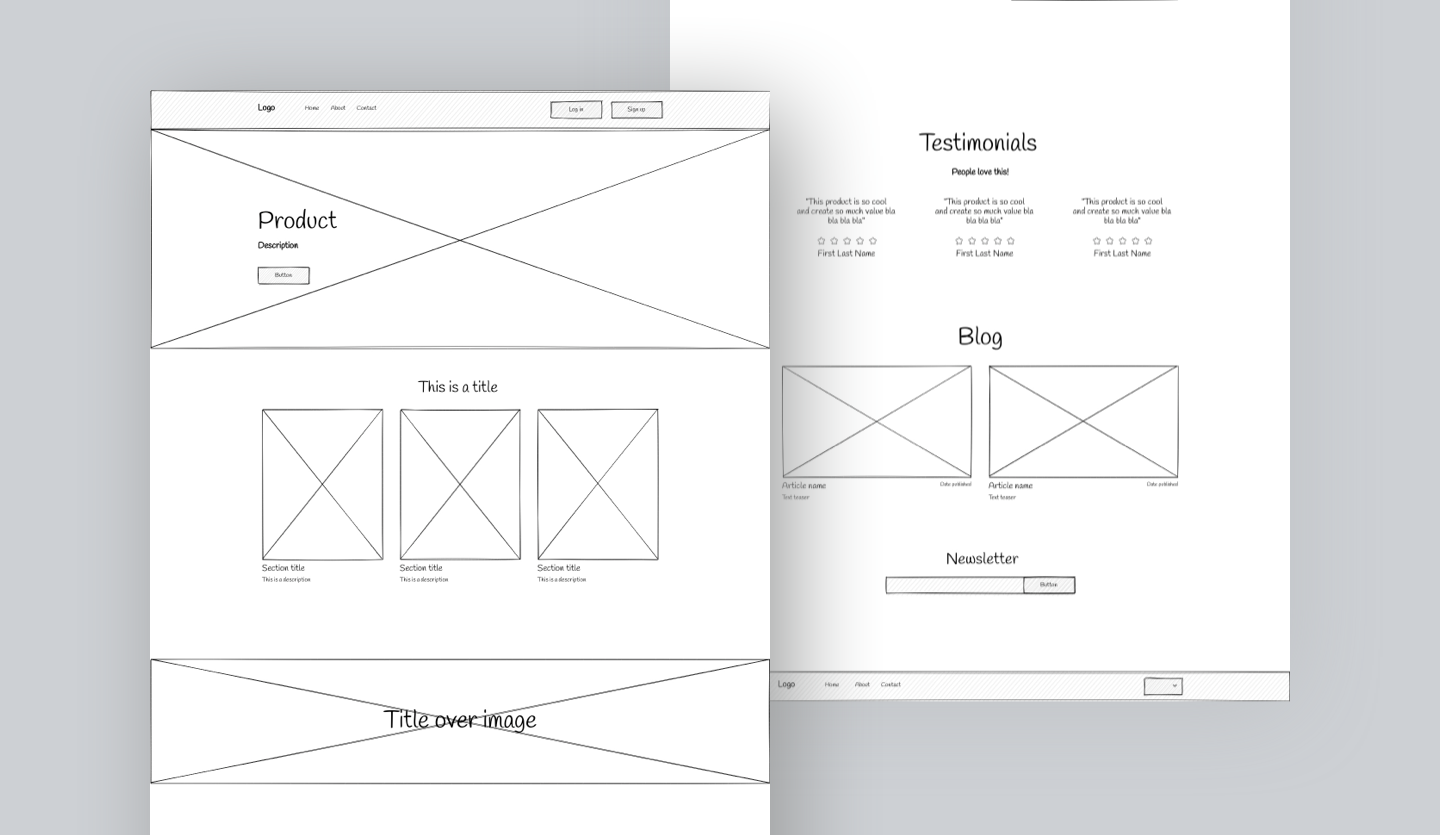 Logo
Home
About
Contact
Log in
Sign up
Product
Description
Button
This is a title
Section title
This is a description
Section title
This is a description
Section title
This is a description
Title over image
Testimonials
People love this!
"This product is so cool
and create so much value bla
bla bla bla"
First Last Name
"This product is so cool
and create so much value bla
bla bla bla"
First Last Name
"This product is so cool
and create so much value bla
bla bla bla"
First Last Name
Blog
Article name
Date published
Text teaser
Article name
Date published
Text teaser
Newsletter
Button
Logo
Home
About
Contact